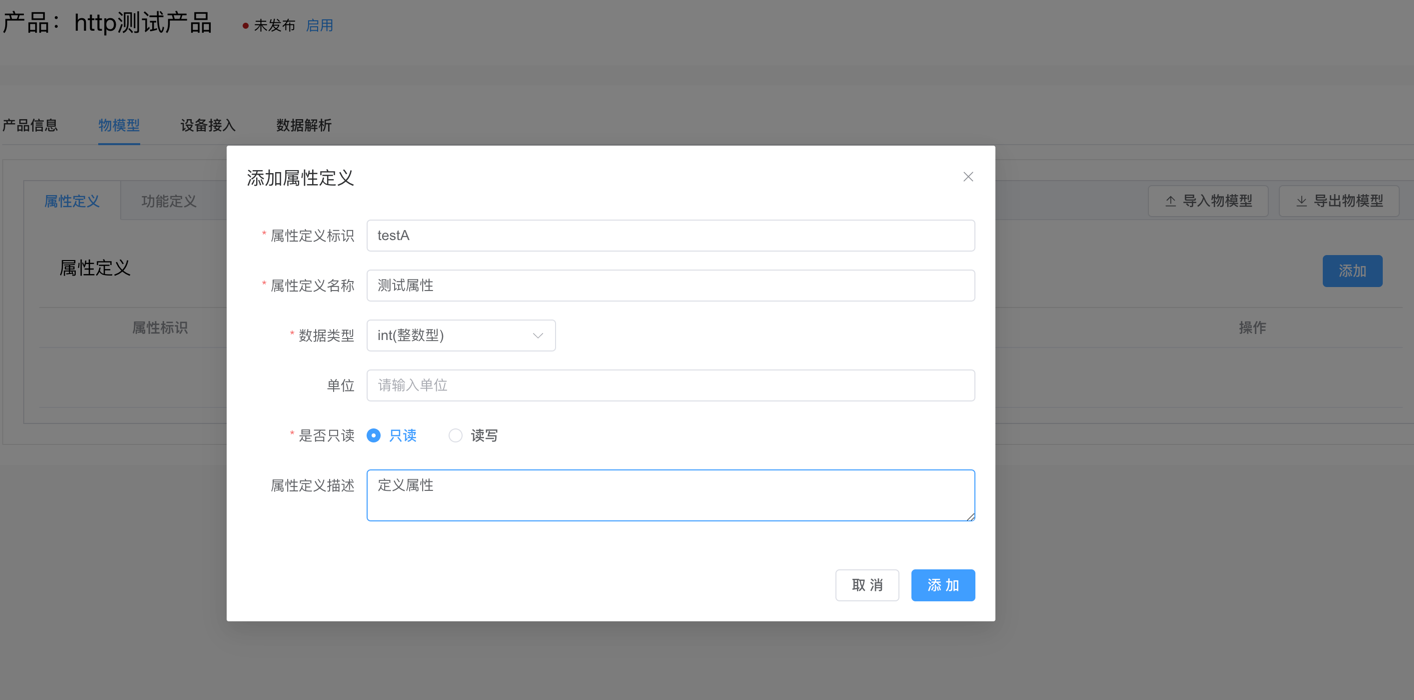 产品：http测试产品 未发布 启用
产品信息 物模型 设备接入 数据解析
属性定义 功能定义 导入物模型 导出物模型
属性定义 添加
属性标识 操作
添加属性定义
* 属性定义标识 testA
* 属性定义名称 测试属性
* 数据类型 int(整数型)
单位 请输入单位
* 是否只读 只读 读写
属性定义描述 定义属性
取 消 添 加